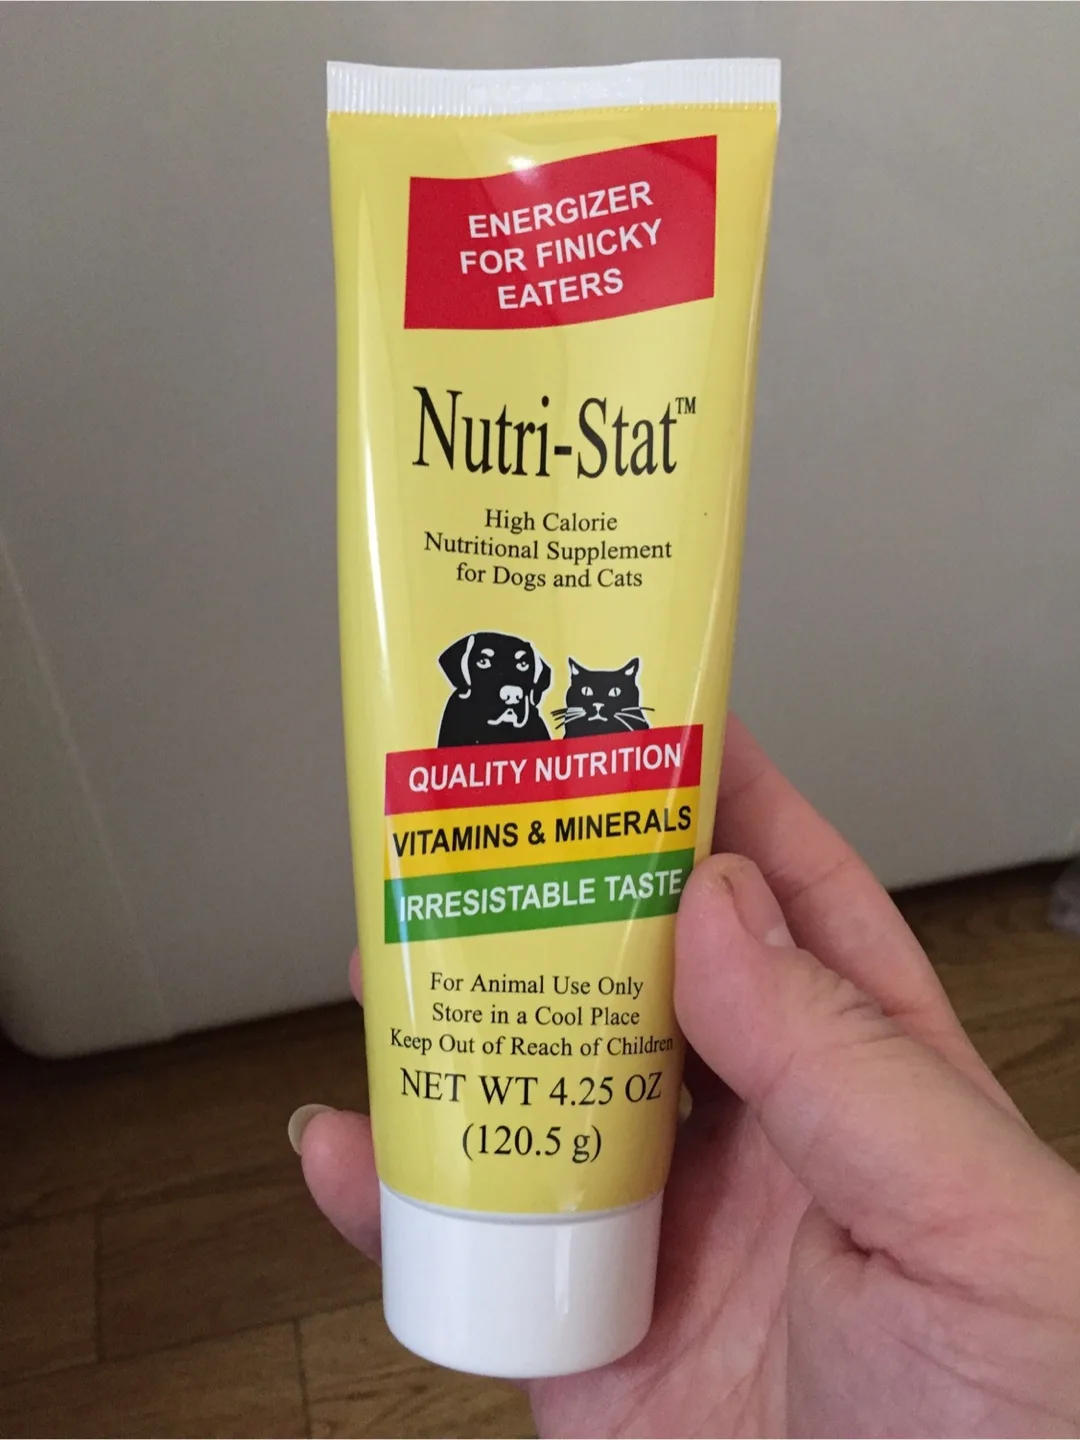 ENERGIZER
FOR FINICKY
EATERS
Nutri-Stat™
High Calorie
Nutritional Supplement
for Dogs and Cats
QUALITY NUTRITION
VITAMINS & MINERALS
IRRESISTABLE TASTE
For Animal Use Only
Store in a Cool Place
Keep Out of Reach of Children
NET WT 4.25 OZ
(120.5 g)